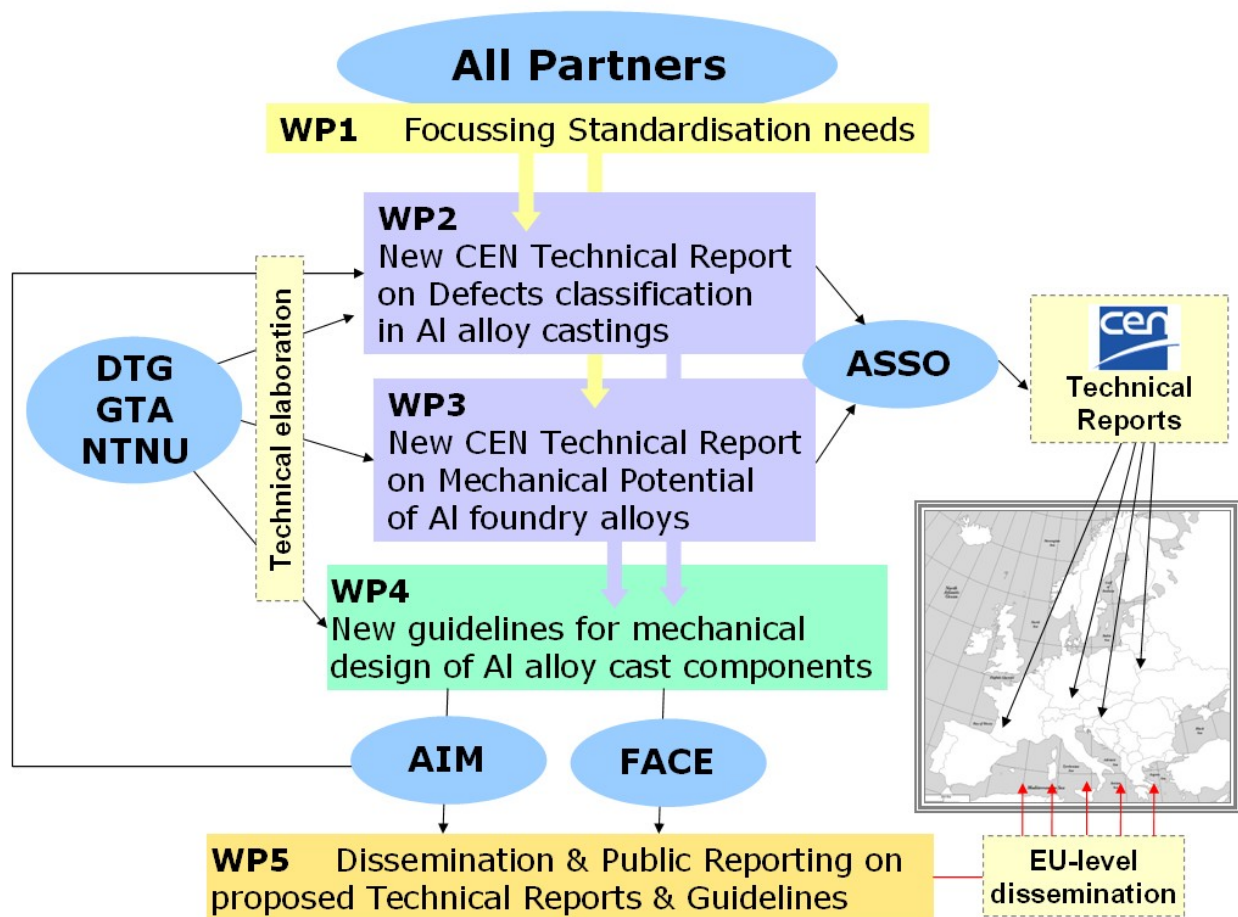 All Partners
WP1 Focussing Standardisation needs
WP2
New CEN Technical Report
on Defects classification
in Al alloy castings
WP3
New CEN Technical Report
on Mechanical Potential
of Al foundry alloys
DTG
GTA
NTNU
Technical elaboration
ASSO
cen
Technical
Reports
WP4
New guidelines for mechanical
design of Al alloy cast components
AIM
FACE
WP5 Dissemination & Public Reporting on
proposed Technical Reports & Guidelines
EU-level
dissemination